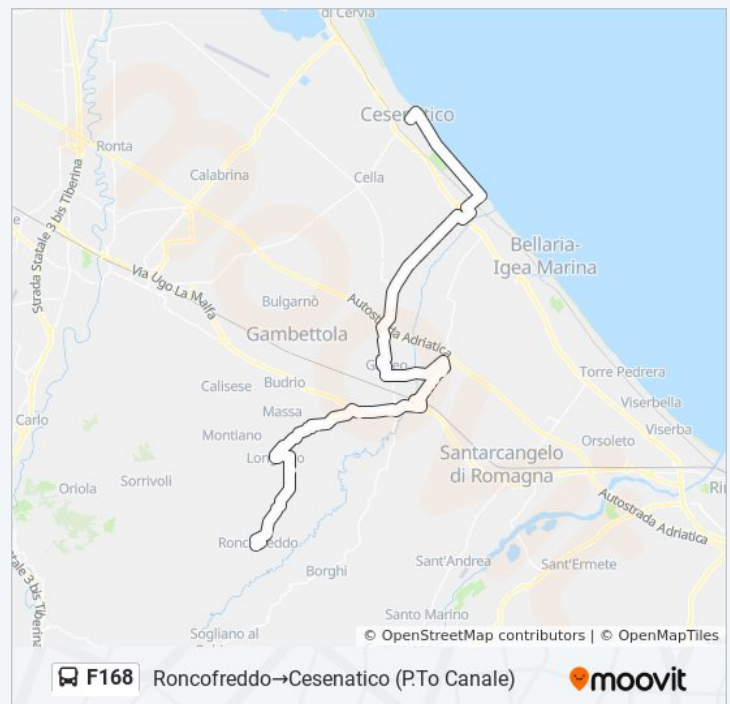 di Cervia
Cesenatico
Ronta
Calabrina
Cella
Strada Statale 3 bis Tiberina
Bellaria-
Igea Marina
Via Ugo La Malfa
Bulgarnò
Autostrada Adriatica
Gambettola
Torre Pedrera
Calisese
Budrio
Viserbella
Carlo
Massa
Viserba
Montiano
Orsoleto
Santarcangelo
di Romagna
Sorrivoli
Oriola
Autostrada Adriatica
Roncofreddo
Sant'Andrea
Sant'Ermete
Borghi
Santo Marino
Sogliano al
© OpenStreetMap contributors | © OpenMapTiles
F168 Roncofreddo→Cesenatico (P.To Canale) moovit